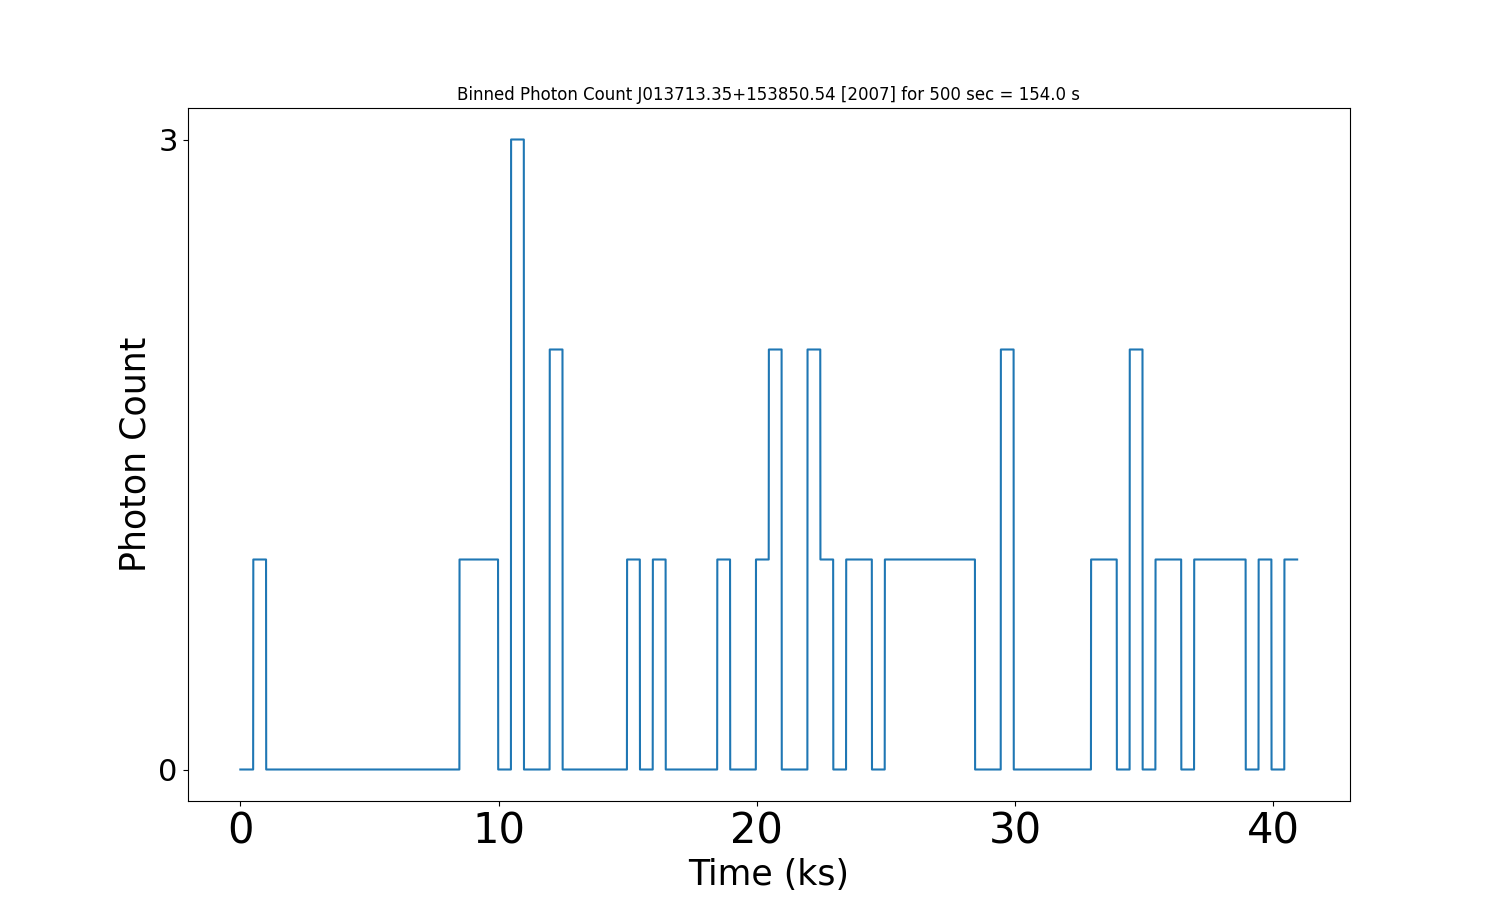 Binned Photon Count J013713.35+153850.54 [2007] for 500 sec = 154.0 s
3
Photon Count
0
0 10 20 30 40
Time (ks)